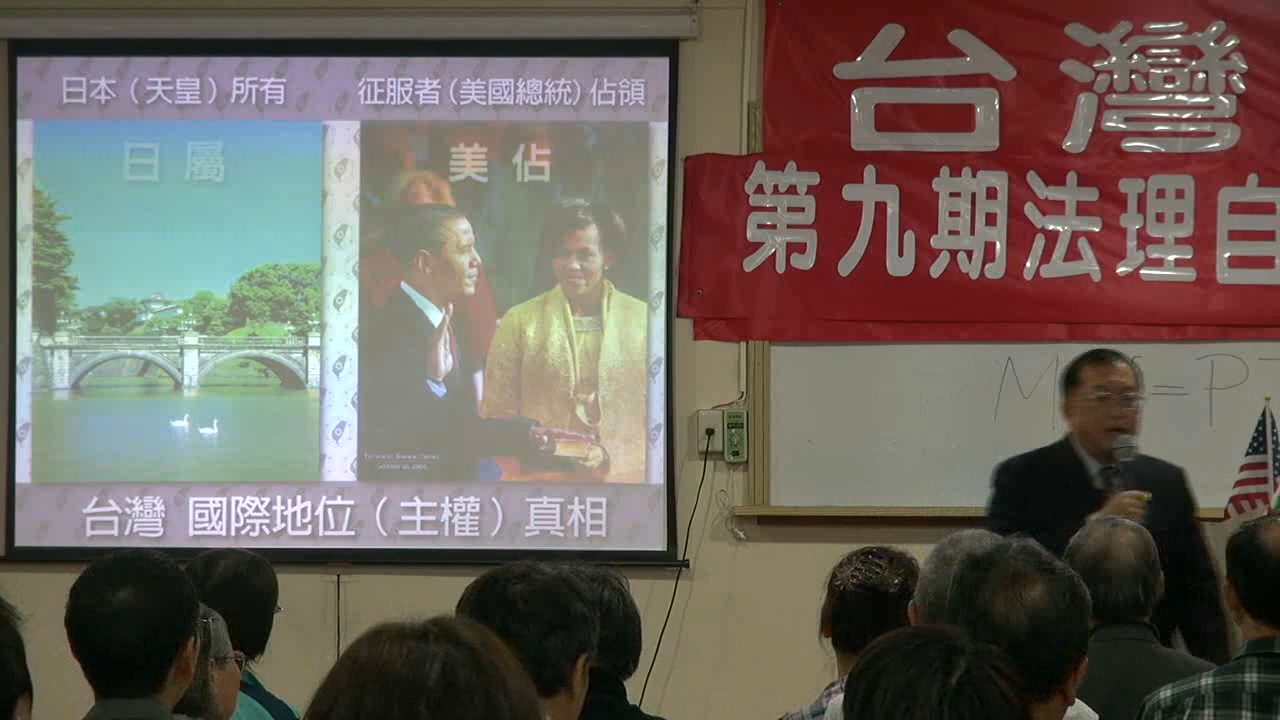 日本（天皇）所有
征服者（美國總統）佔領
日屬
美佔
台灣 國際地位（主權）真相
台灣
第九期法理自
M
= P